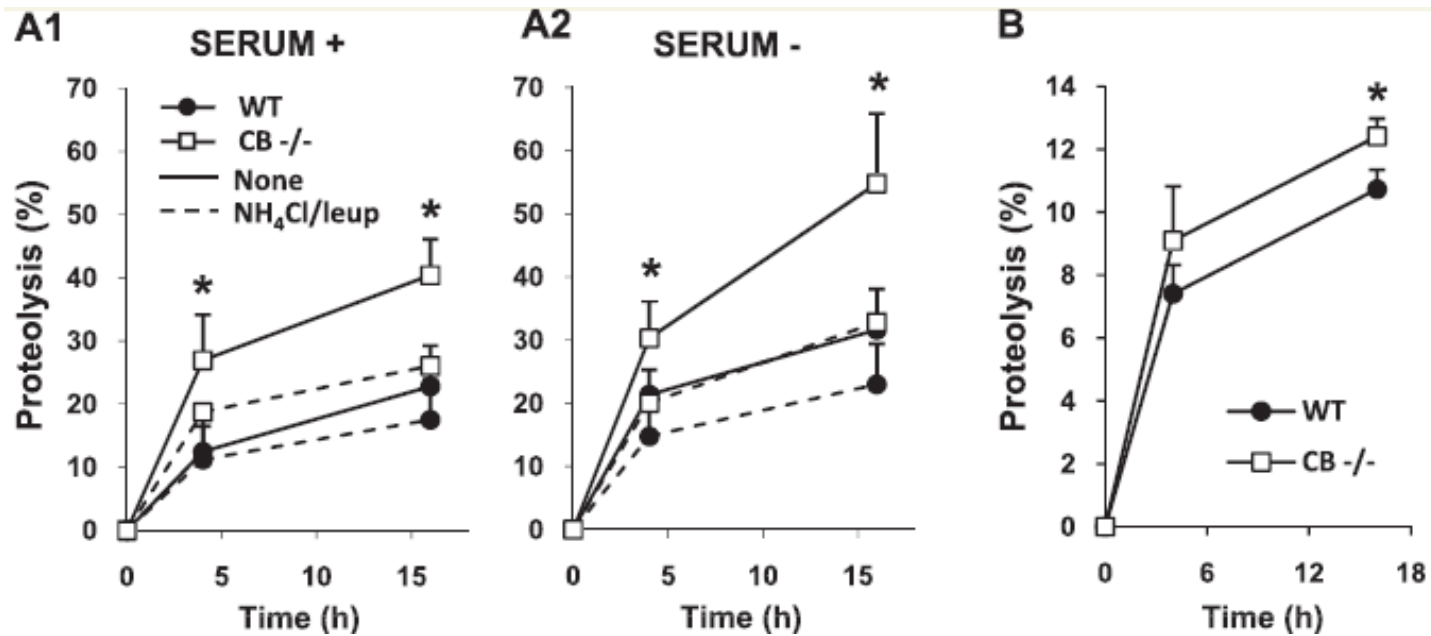 A1
SERUM +
Proteolysis (%)
70
60
50
40
30
20
10
0
WT
CB -/-
None
NH₄Cl/leup
*
*
0
5
10
15
Time (h)
A2
SERUM -
70
60
50
40
30
20
10
0
*
*
0
5
10
15
Time (h)
B
Proteolysis (%)
14
12
10
8
6
4
2
0
*
WT
CB -/-
0
6
12
18
Time (h)